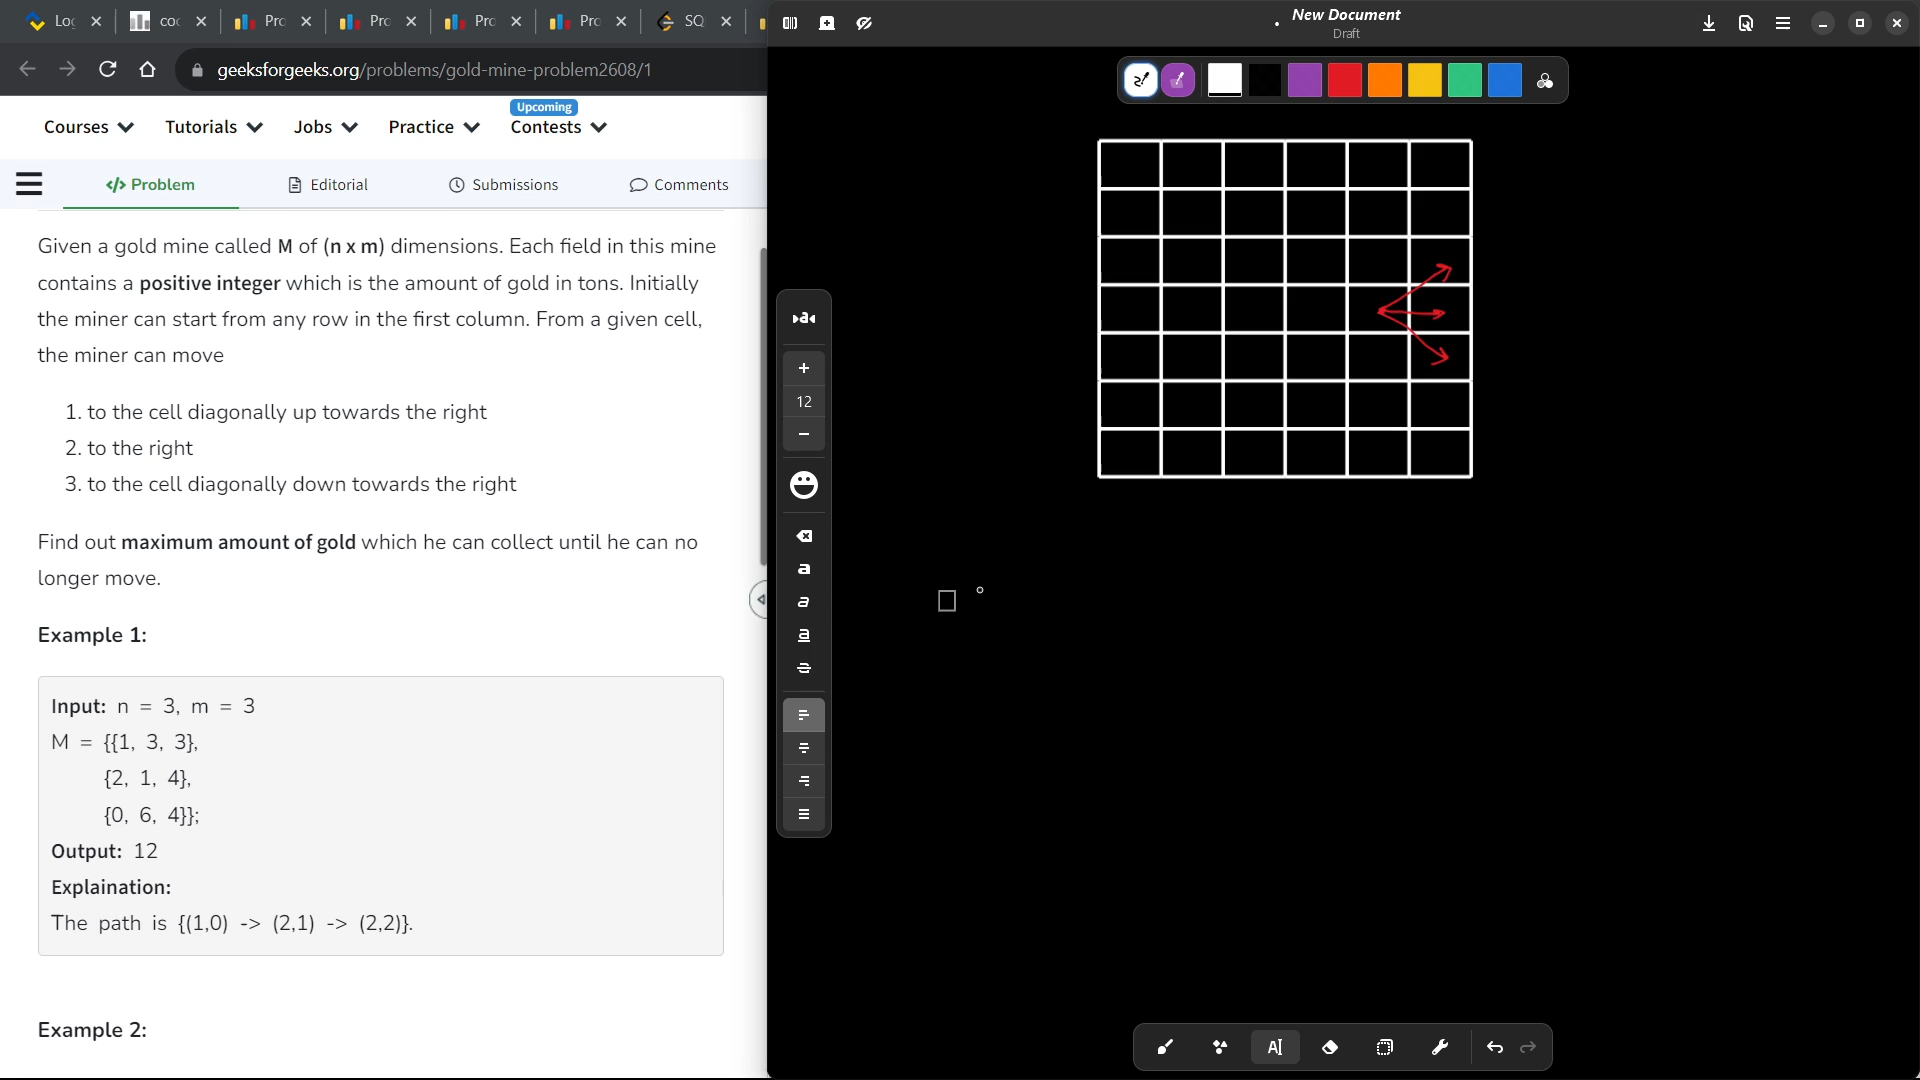 Log
coc
Pro
Pro
Pro
Pro
SQ
geeksforgeeks.org/problems/gold-mine-problem2608/1
Upcoming
Courses Tutorials Jobs Practice Contests
</> Problem Editorial Submissions Comments
Given a gold mine called M of (n x m) dimensions. Each field in this mine
contains a positive integer which is the amount of gold in tons. Initially
the miner can start from any row in the first column. From a given cell,
the miner can move
1. to the cell diagonally up towards the right
2. to the right
3. to the cell diagonally down towards the right
Find out maximum amount of gold which he can collect until he can no
longer move.
Example 1:
Input: n = 3, m = 3
M = {{1, 3, 3},
{2, 1, 4},
{0, 6, 4}};
Output: 12
Explaination:
The path is {(1,0) -> (2,1) -> (2,2)}.
Example 2:
New Document
Draft
a
+
12
−
a
a
a
a
AI